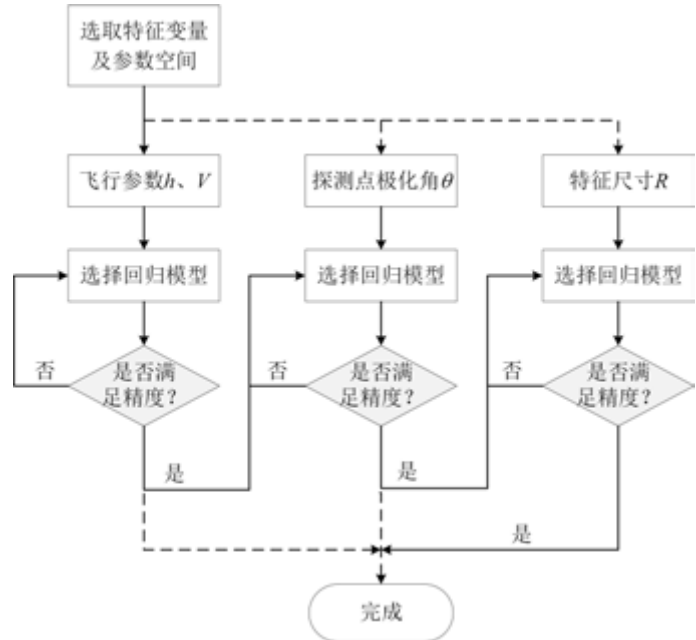 选取特征变量
及参数空间
飞行参数h、V
探测点极化角θ
特征尺寸R
选择回归模型
选择回归模型
选择回归模型
否
是否满
足精度?
否
是否满
足精度?
否
是否满
足精度?
是
是
是
完成